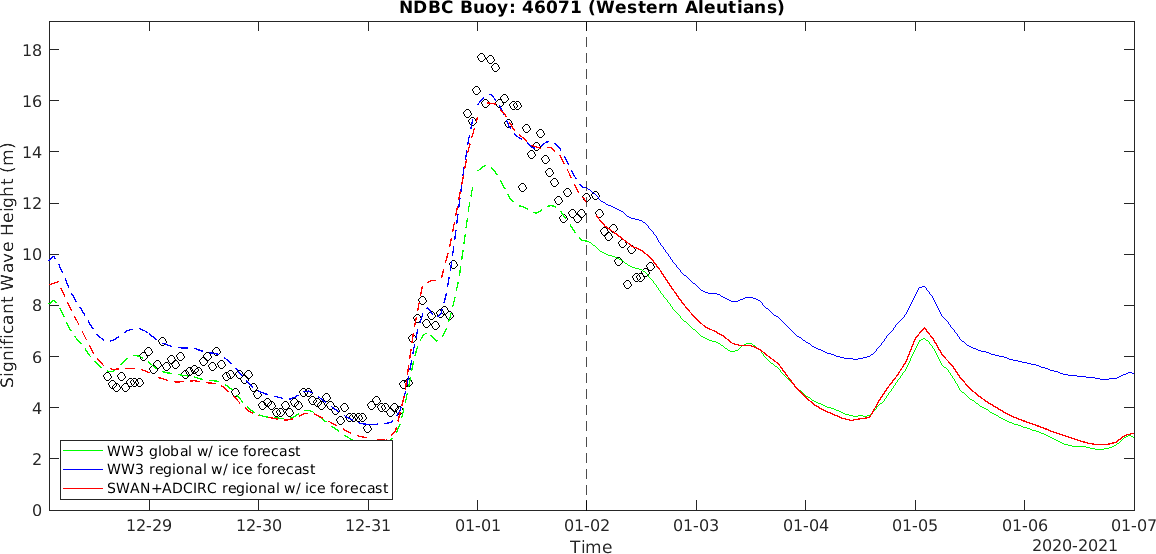 NDBC Buoy: 46071 (Western Aleutians)
Significant Wave Height (m)
18
16
14
12
10
8
6
4
2
0
WW3 global w/ ice forecast
WW3 regional w/ ice forecast
SWAN+ADCIRC regional w/ ice forecast
12-29 12-30 12-31 01-01 01-02 01-03 01-04 01-05 01-06 01-07
Time
2020-2021